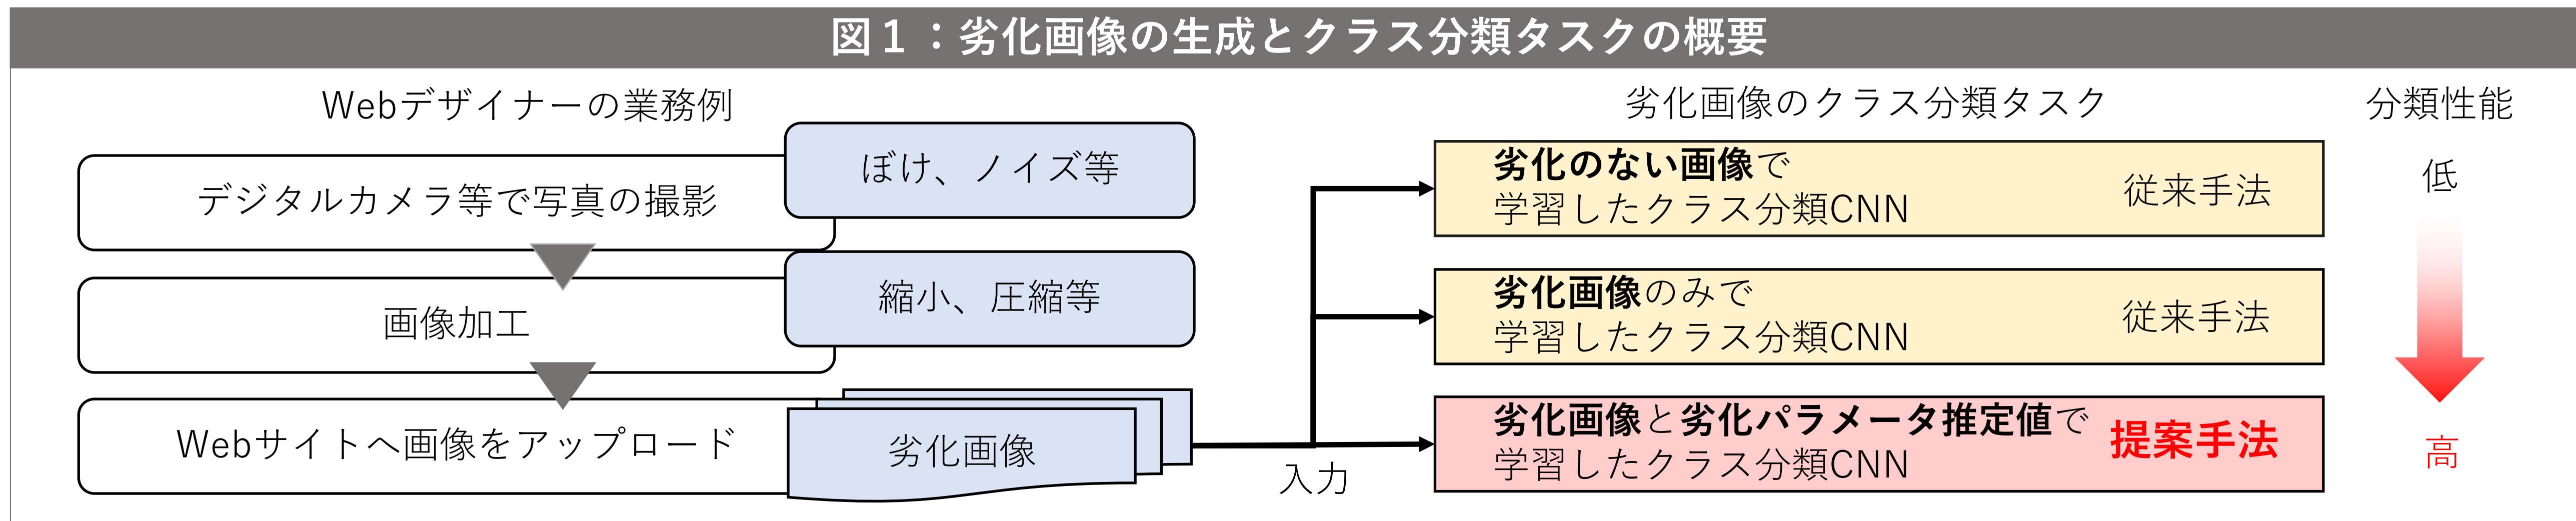 図1：劣化画像の生成とクラス分類タスクの概要
Webデザイナーの業務例
デジタルカメラ等で写真の撮影
ぼけ、ノイズ等
画像加工
縮小、圧縮等
Webサイトへ画像をアップロード
劣化画像
入力
劣化画像のクラス分類タスク
劣化のない画像で
学習したクラス分類CNN
従来手法
劣化画像のみで
学習したクラス分類CNN
従来手法
劣化画像と劣化パラメータ推定値で
学習したクラス分類CNN
提案手法
分類性能
低
高